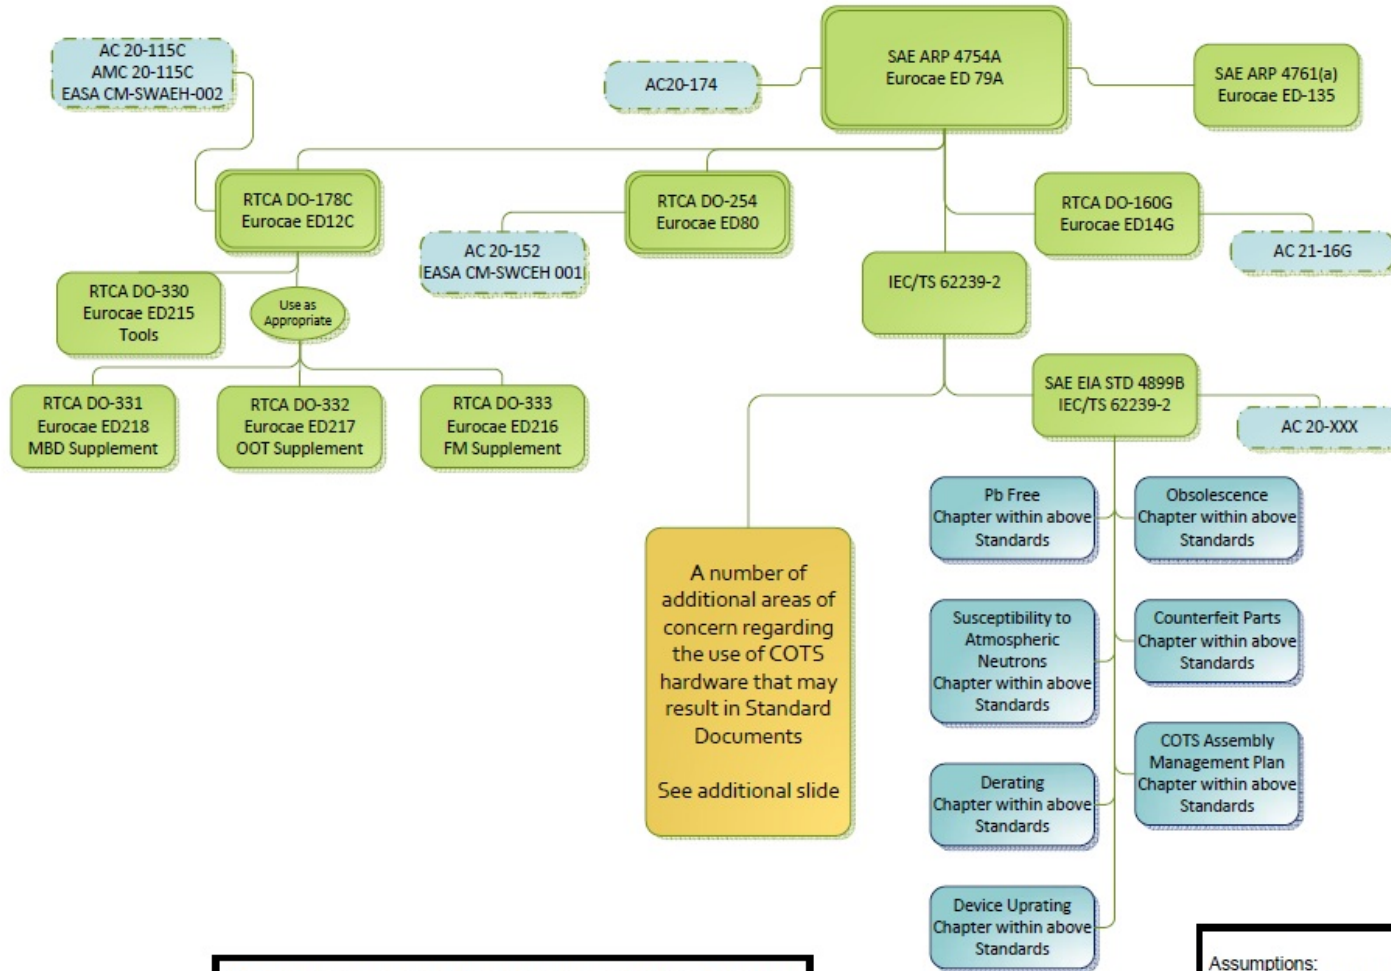 AC 20-115C
AMC 20-115C
EASA CM-SWAEH-002
AC20-174
SAE ARP 4754A
Eurocae ED 79A
SAE ARP 4761(a)
Eurocae ED-135
RTCA DO-178C
Eurocae ED12C
RTCA DO-254
Eurocae ED80
RTCA DO-160G
Eurocae ED14G
AC 20-152
EASA CM-SWCEH 001
AC 21-16G
RTCA DO-330
Eurocae ED215
Tools
Use as
Appropriate
IEC/TS 62239-2
RTCA DO-331
Eurocae ED218
MBD Supplement
RTCA DO-332
Eurocae ED217
OOT Supplement
RTCA DO-333
Eurocae ED216
FM Supplement
SAE EIA STD 4899B
IEC/TS 62239-2
AC 20-XXX
Pb Free
Chapter within above
Standards
Obsolescence
Chapter within above
Standards
A number of
additional areas of
concern regarding
the use of COTS
hardware that may
result in Standard
Documents
See additional slide
Susceptibility to
Atmospheric
Neutrons
Chapter within above
Standards
Counterfeit Parts
Chapter within above
Standards
COTS Assembly
Management Plan
Chapter within above
Standards
Derating
Chapter within above
Standards
Device Uprating
Chapter within above
Standards
Assumptions: